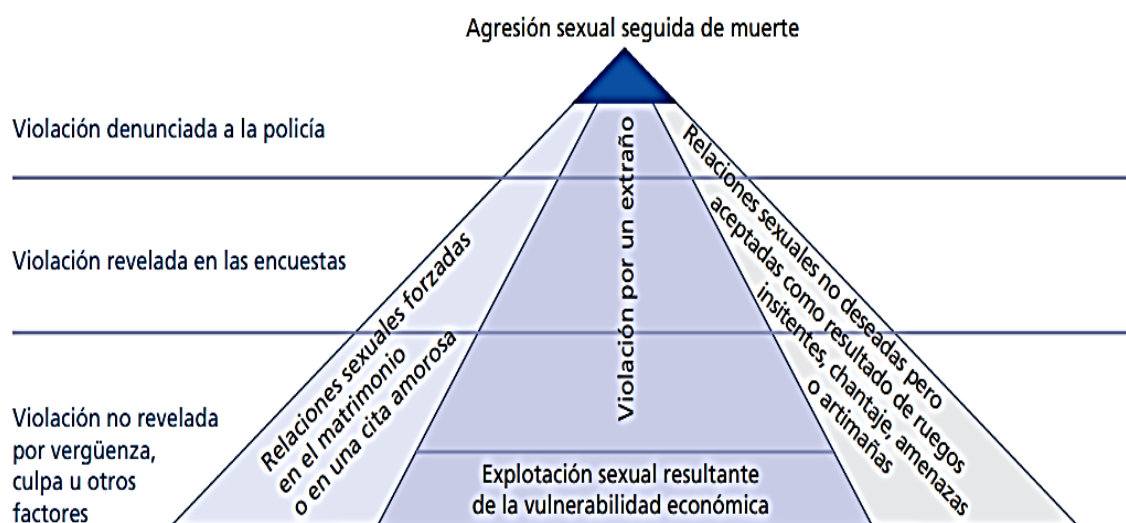 Agresión sexual seguida de muerte
Violación denunciada a la policía
Violación revelada en las encuestas
Violación no revelada
por vergüenza,
culpa u otros
factores
Relaciones sexuales forzadas
en el matrimonio
o en una cita amorosa
Violación por un extraño
Explotación sexual resultante
de la vulnerabilidad económica
Relaciones sexuales no deseadas pero
aceptadas como resultado de ruegos
insitentes, chantaje, amenazas
o artimañas